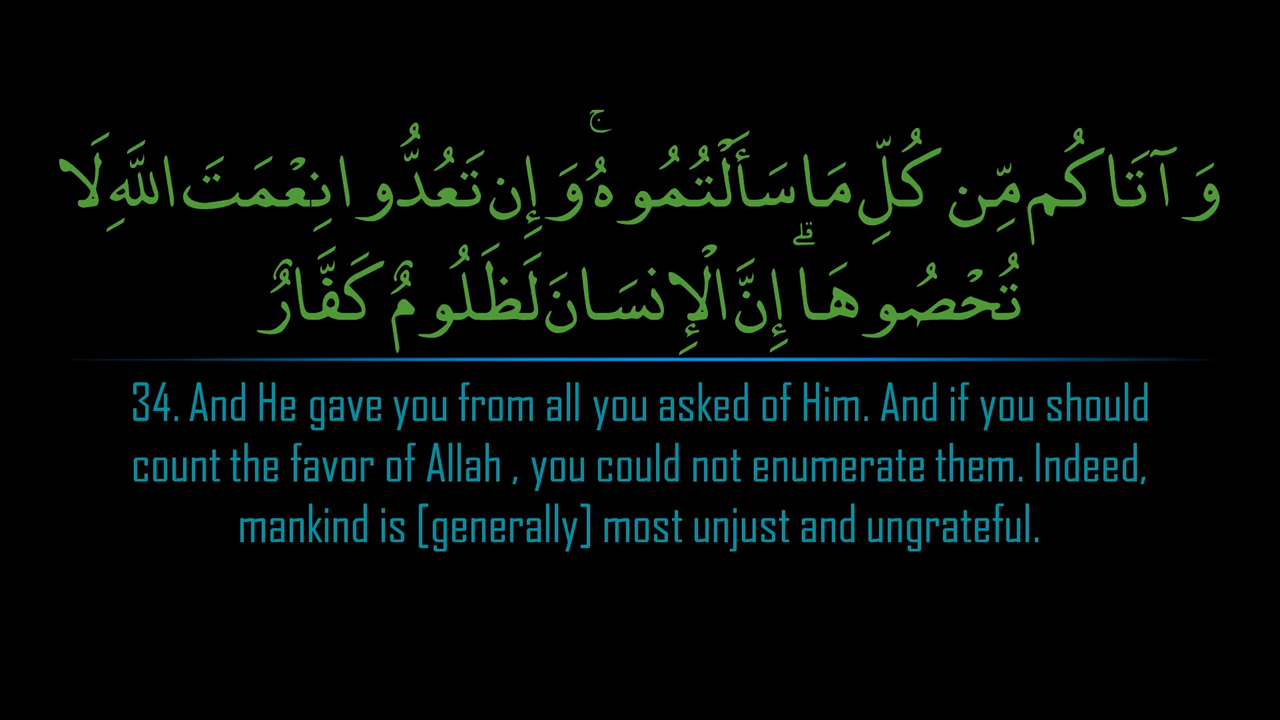 وَآتَاكُم مِّن كُلِّ مَا سَأَلْتُمُوهُ ۚ وَإِن تَعُدُّوا نِعْمَتَ اللَّهِ لَا
تُحْصُوهَا ۗ إِنَّ الْإِنسَانَ لَظَلُومٌ كَفَّارٌ
34. And He gave you from all you asked of Him. And if you should
count the favor of Allah , you could not enumerate them. Indeed,
mankind is [generally] most unjust and ungrateful.